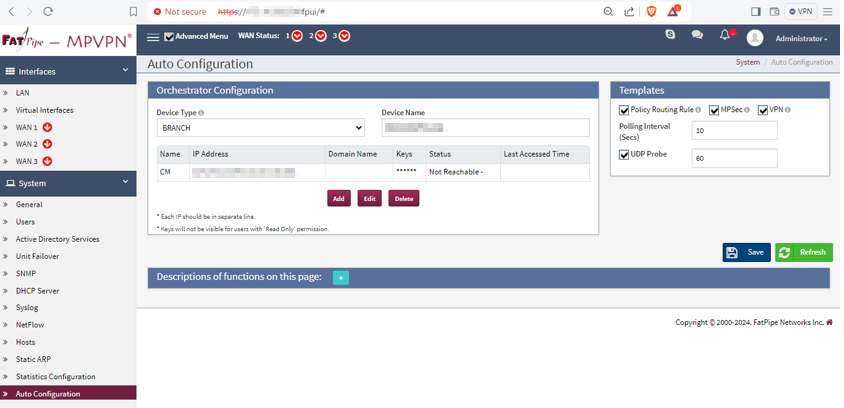 Not secure https:// fpui/# VPN
FATPipe – MPVPN®
Advanced Menu WAN Status: 1 2 3 Administrator
Interfaces
LAN
Virtual Interfaces
WAN 1
WAN 2
WAN 3
System
General
Users
Active Directory Services
Unit Failover
SNMP
DHCP Server
Syslog
NetFlow
Hosts
Static ARP
Statistics Configuration
Auto Configuration
Auto Configuration
System / Auto Configuration
Orchestrator Configuration
Device Type Device Name
BRANCH
Name IP Address Domain Name Keys Status Last Accessed Time
CM ****** Not Reachable -
Add Edit Delete
* Each IP should be in separate line.
* Keys will not be visible for users with 'Read Only' permission.
Templates
Policy Routing Rule MPSec VPN
Polling Interval 10
(Secs)
UDP Probe 60
Save Refresh
Descriptions of functions on this page: +
Copyright © 2000-2024. FatPipe Networks Inc.